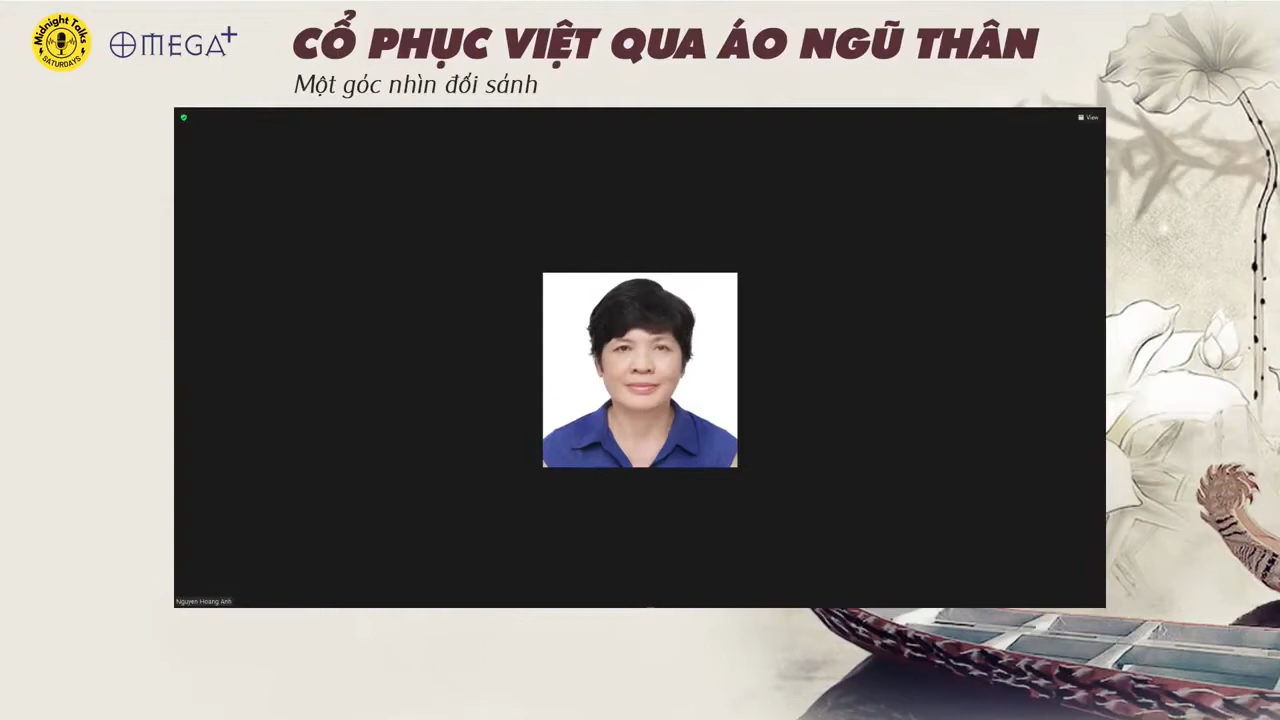 Midnight Talks
SATURDAYS
OMEGA+
CỔ PHỤC VIỆT QUA ÁO NGŨ THÂN
Một góc nhìn đối sánh
View
Nguyen Hoang Anh